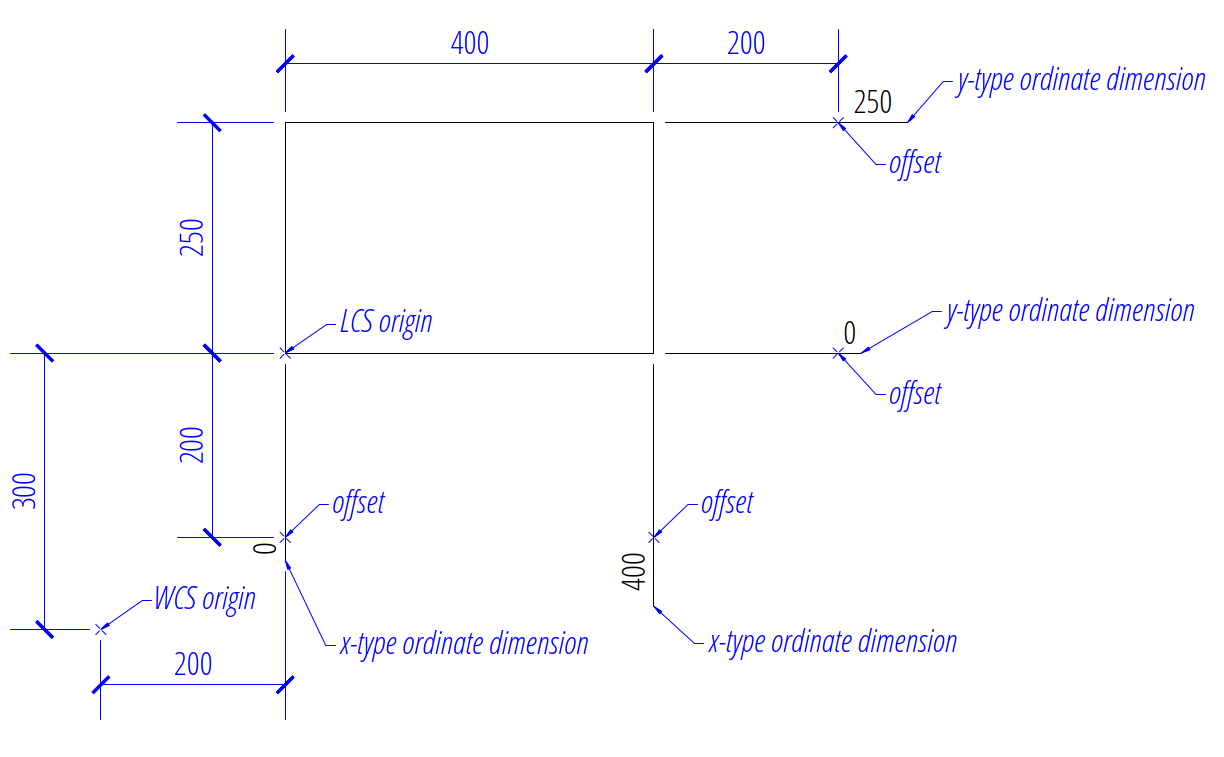 400
200
y-type ordinate dimension
250
offset
250
LCS origin
y-type ordinate dimension
0
offset
200
300
offset
offset
0
400
WCS origin
x-type ordinate dimension
x-type ordinate dimension
200